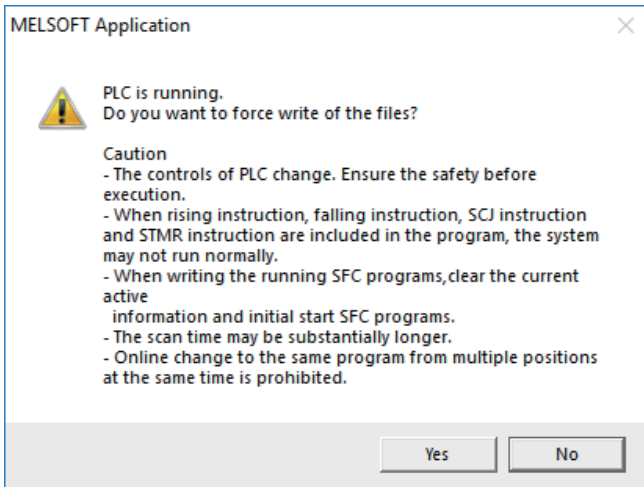 MELSOFT Application
PLC is running.
Do you want to force write of the files?
Caution
- The controls of PLC change. Ensure the safety before
execution.
- When rising instruction, falling instruction, SCJ instruction
and STMR instruction are included in the program, the system
may not run normally.
- When writing the running SFC programs,clear the current
active
information and initial start SFC programs.
- The scan time may be substantially longer.
- Online change to the same program from multiple positions
at the same time is prohibited.
Yes No